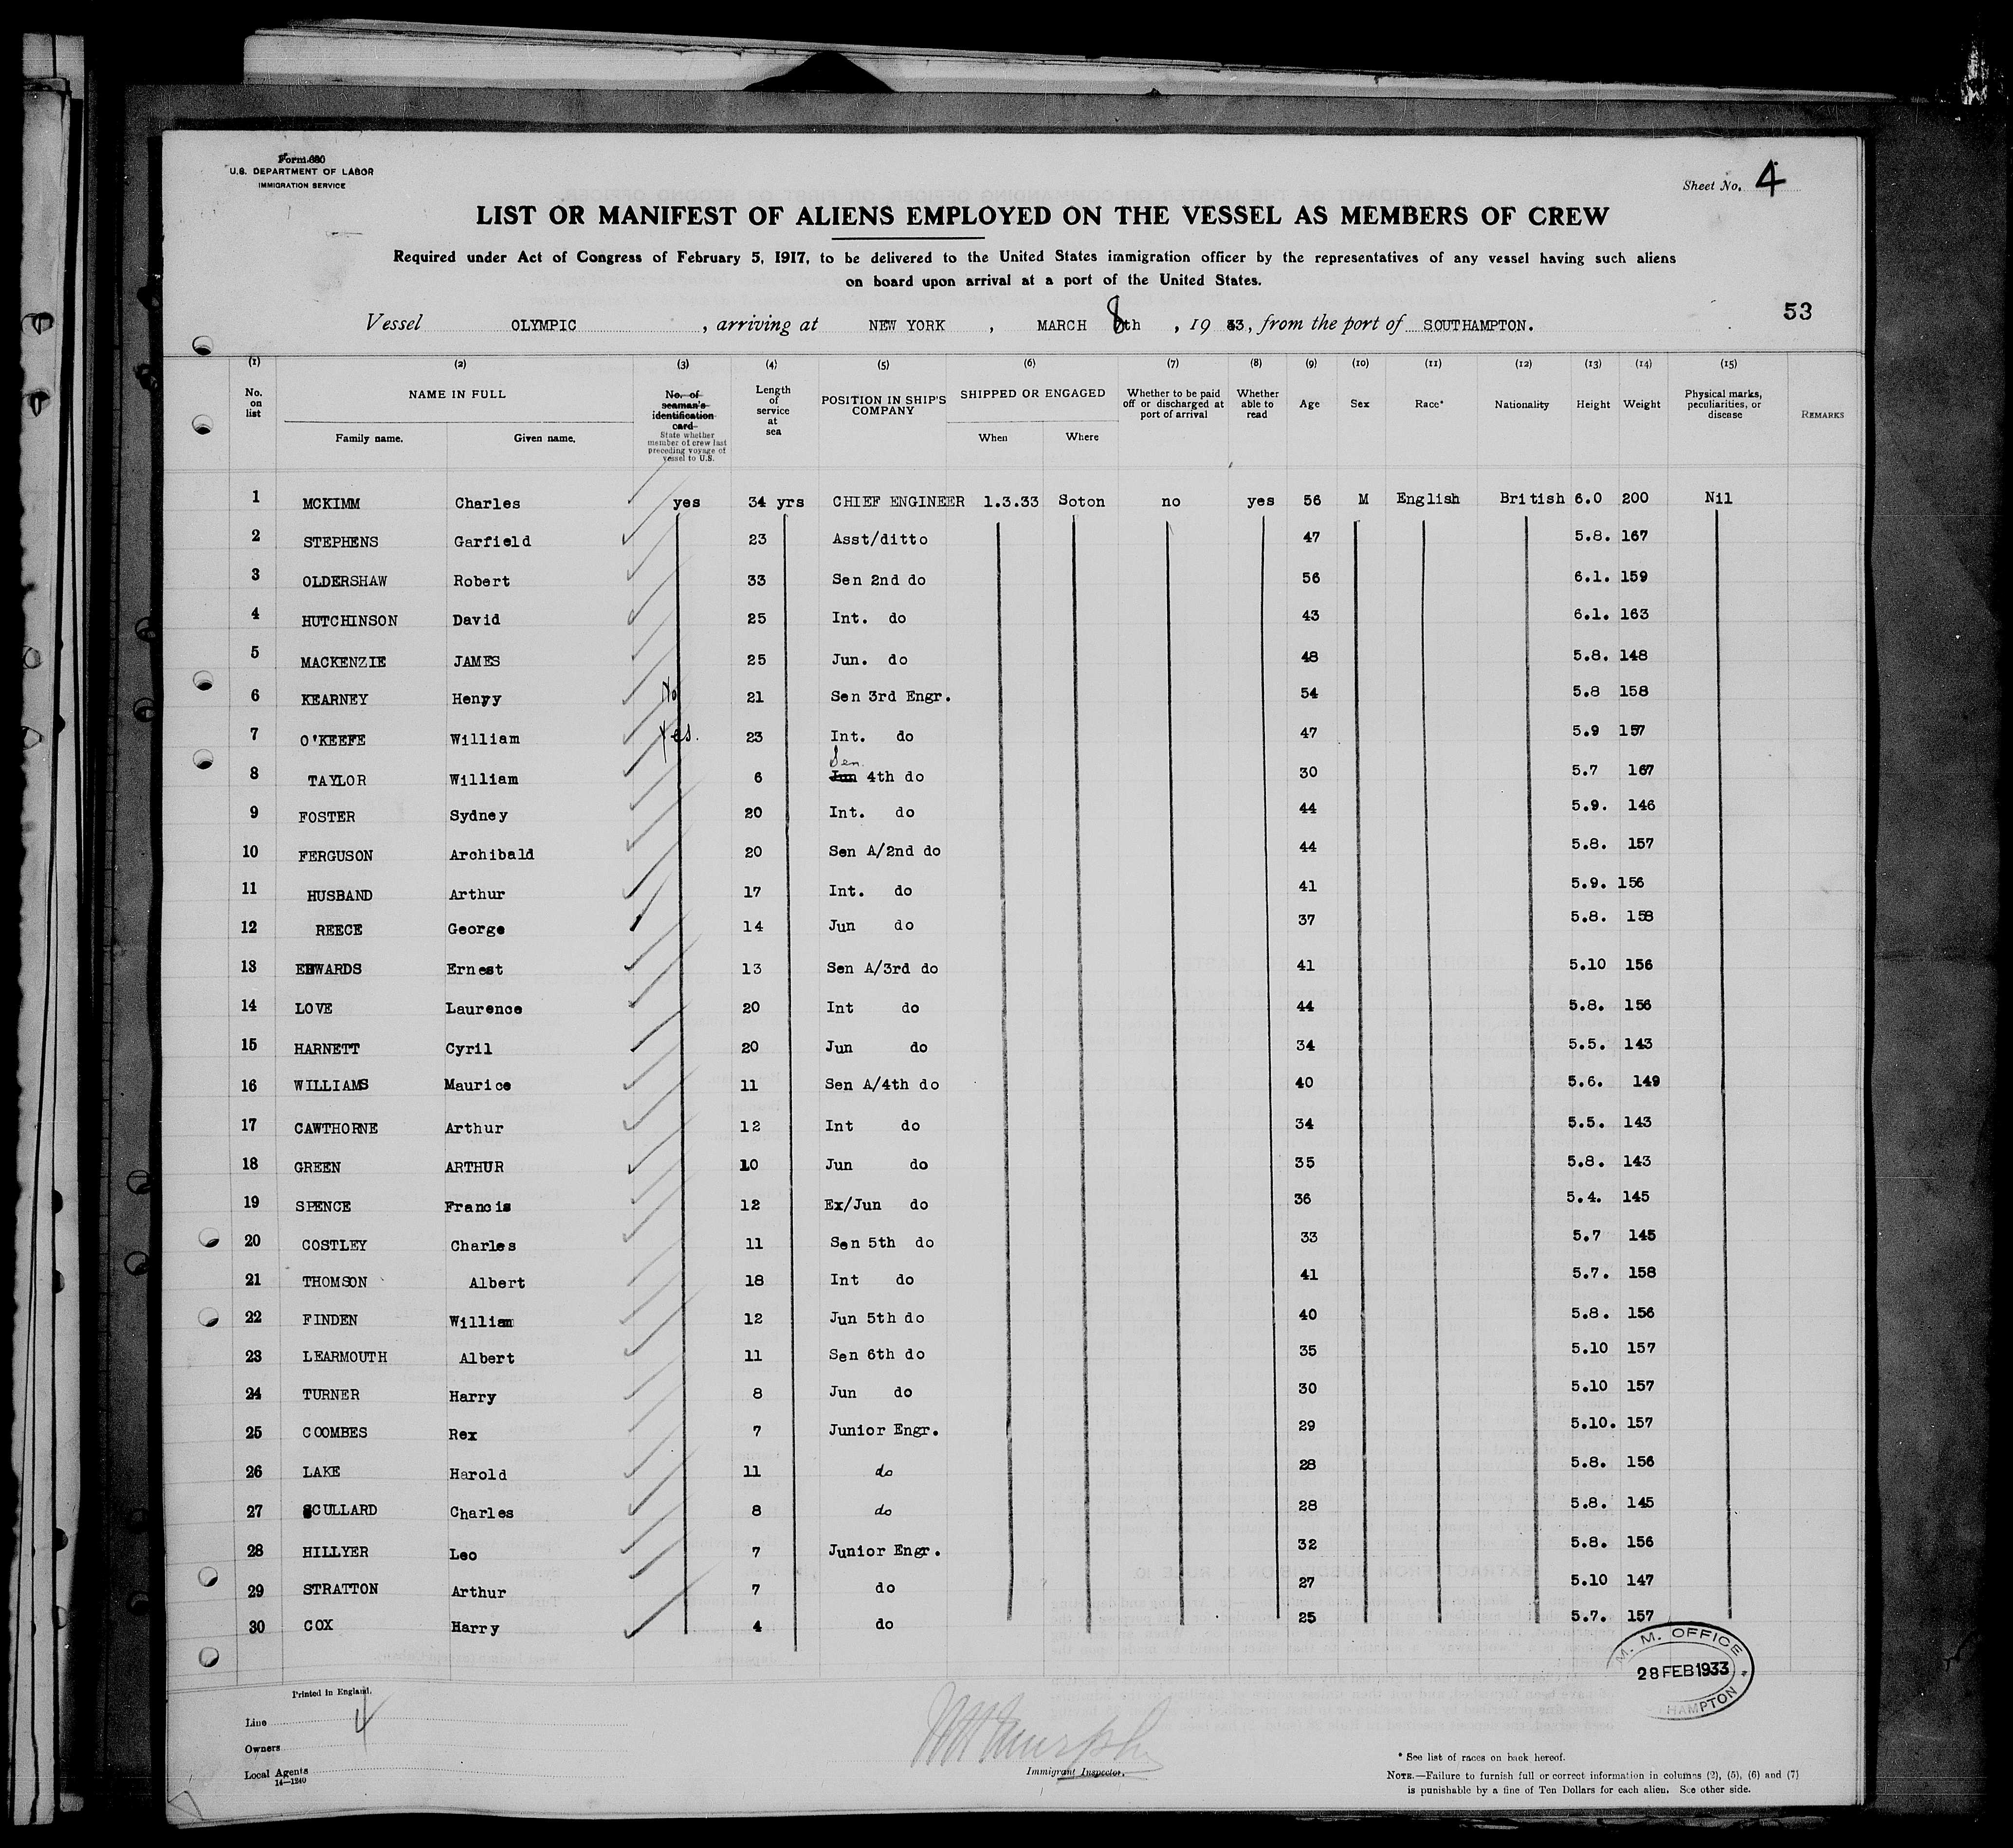 Form 680
U.S. DEPARTMENT OF LABOR
IMMIGRATION SERVICE
Sheet No. 4
LIST OR MANIFEST OF ALIENS EMPLOYED ON THE VESSEL AS MEMBERS OF CREW
Required under Act of Congress of February 5, 1917, to be delivered to the United States immigration officer by the representatives of any vessel having such aliens
on board upon arrival at a port of the United States.
53
Vessel OLYMPIC, arriving at NEW YORK, MARCH 8th, 1933, from the port of SOUTHAMPTON.
(1) (2) (3) (4) (5) (6) (7) (8) (9) (10) (11) (12) (13) (14) (15)
No. on list NAME IN FULL Family name. Given name. No. of seaman's identification card State whether member of crew last preceding voyage of vessel to U.S. Length of service at sea POSITION IN SHIP'S COMPANY SHIPPED OR ENGAGED When Where Whether to be paid off or discharged at port of arrival Whether able to read Age Sex Race* Nationality Height Weight Physical marks, peculiarities, or disease REMARKS
1 MCKIMM Charles yes 34 yrs CHIEF ENGINEER 1.3.33 Soton no yes 56 M English British 6.0 200 Nil
2 STEPHENS Garfield 23 Asst/ditto 47 5.8. 167
3 OLDERSHAW Robert 33 Sen 2nd do 56 6.1. 159
4 HUTCHINSON David 25 Int. do 43 6.1. 163
5 MACKENZIE JAMES 25 Jun. do 48 5.8. 148
6 KEARNEY Henyy No 21 Sen 3rd Engr. 54 5.8 158
7 O'KEEFE William Yes. 23 Int. do 47 5.9 157
8 TAYLOR William 6 Jun Sen 4th do 30 5.7 167
9 FOSTER Sydney 20 Int. do 44 5.9. 146
10 FERGUSON Archibald 20 Sen A/2nd do 44 5.8. 157
11 HUSBAND Arthur 17 Int. do 41 5.9. 156
12 REECE George 14 Jun do 37 5.8. 158
13 EDWARDS Ernest 13 Sen A/3rd do 41 5.10 156
14 LOVE Laurence 20 Int do 44 5.8. 156
15 HARNETT Cyril 20 Jun do 34 5.5. 143
16 WILLIAMS Maurice 11 Sen A/4th do 40 5.6. 149
17 CAWTHORNE Arthur 12 Int do 34 5.5. 143
18 GREEN ARTHUR 10 Jun do 35 5.8. 143
19 SPENCE Francis 12 Ex/Jun do 36 5.4. 145
20 COSTLEY Charles 11 Sen 5th do 33 5.7 145
21 THOMSON Albert 18 Int do 41 5.7. 158
22 FINDEN William 12 Jun 5th do 40 5.8. 156
23 LEARMOUTH Albert 11 Sen 6th do 35 5.10 157
24 TURNER Harry 8 Jun do 30 5.10 157
25 COOMBES Rex 7 Junior Engr. 29 5.10. 157
26 LAKE Harold 11 do 28 5.8. 156
27 SCULLARD Charles 8 do 28 5.8. 145
28 HILLYER Leo 7 Junior Engr. 32 5.8. 156
29 STRATTON Arthur 7 do 27 5.10 147
30 COX Harry 4 do 25 5.7. 157
M. M. OFFICE
28 FEB 1933
HAMPTON
Printed in England.
Line
Owners
Local Agents
14—1240
Murphy
Immigrant Inspector.
* See list of races on back hereof.
NOTE.—Failure to furnish full or correct information in columns (2), (5), (6) and (7)
is punishable by a fine of Ten Dollars for each alien. See other side.